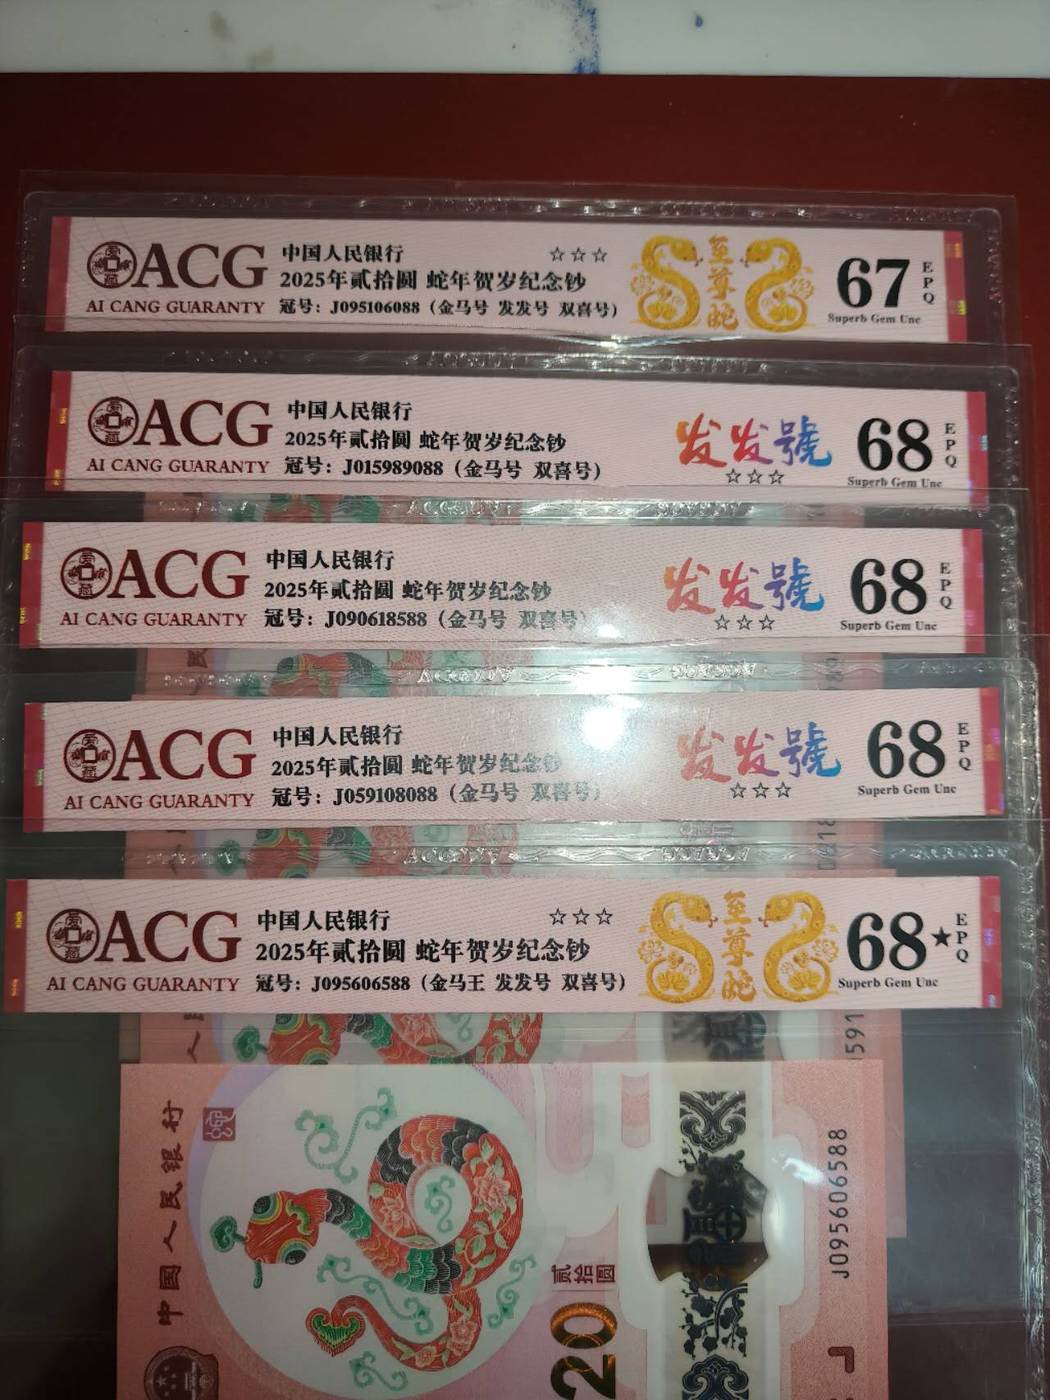 ACG
AI CANG GUARANTY
中国人民银行
☆☆☆
2025年贰拾圆 蛇年贺岁纪念钞
冠号：J095106088（金马号 发发号 双喜号）
至尊蛇
67
EPQ
Superb Gem Unc
ACG
AI CANG GUARANTY
中国人民银行
2025年贰拾圆 蛇年贺岁纪念钞
冠号：J015989088（金马号 双喜号）
发发號
☆☆☆
68
EPQ
Superb Gem Unc
ACG
AI CANG GUARANTY
中国人民银行
2025年贰拾圆 蛇年贺岁纪念钞
冠号：J090618588（金马号 双喜号）
发发號
☆☆☆
68
EPQ
Superb Gem Unc
ACG
AI CANG GUARANTY
中国人民银行
2025年贰拾圆 蛇年贺岁纪念钞
冠号：J059108088（金马号 双喜号）
发发號
☆☆☆
68
EPQ
Superb Gem Unc
ACG
AI CANG GUARANTY
中国人民银行
☆☆☆
2025年贰拾圆 蛇年贺岁纪念钞
冠号：J095606588（金马王 发发号 双喜号）
至尊蛇
68★
EPQ
Superb Gem Unc
中国人民银行
贰拾圆
20
J095606588